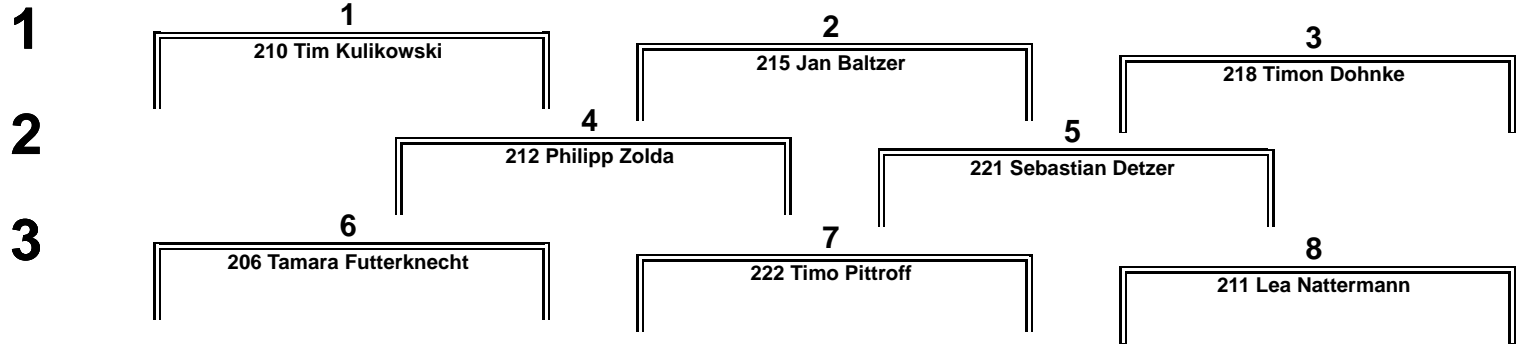 1
1
2
3
210 Tim Kulikowski
215 Jan Baltzer
218 Timon Dohnke
2
4
5
212 Philipp Zolda
221 Sebastian Detzer
3
6
7
8
206 Tamara Futterknecht
222 Timo Pittroff
211 Lea Nattermann